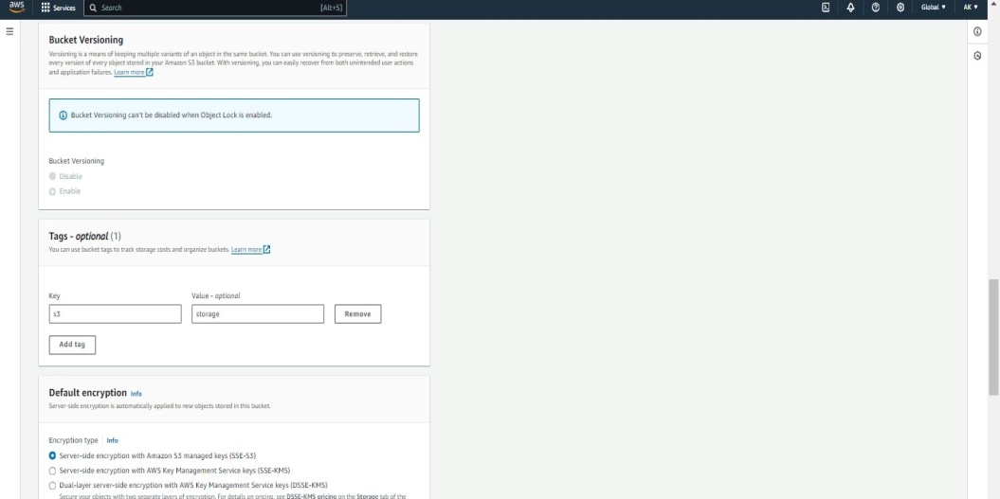 aws
Services
Search
[Alt+S]
Global
AK
Bucket Versioning
Versioning is a means of keeping multiple variants of an object in the same bucket. You can use versioning to preserve, retrieve, and restore
every version of every object stored in your Amazon S3 bucket. With versioning, you can easily recover from both unintended user actions
and application failures. Learn more
Bucket Versioning can't be disabled when Object Lock is enabled.
Bucket Versioning
Disable
Enable
Tags - optional (1)
You can use bucket tags to track storage costs and organize buckets. Learn more
Key
Value - optional
s3
storage
Remove
Add tag
Default encryption Info
Server-side encryption is automatically applied to new objects stored in this bucket.
Encryption type Info
Server-side encryption with Amazon S3 managed keys (SSE-S3)
Server-side encryption with AWS Key Management Service keys (SSE-KMS)
Dual-layer server-side encryption with AWS Key Management Service keys (DSSE-KMS)
Secure your objects with two separate layers of encryption. For details on pricing, see DSSE-KMS pricing on the Storage tab of the